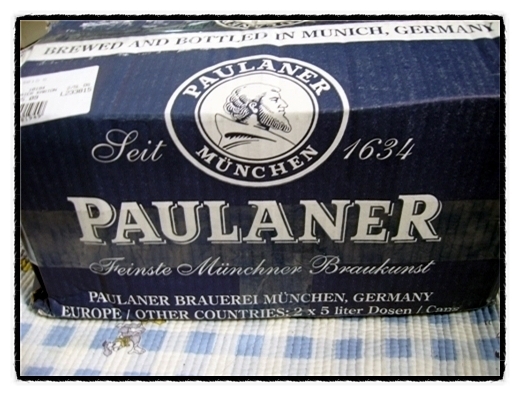 BREWED AND BOTTLED IN MUNICH, GERMANY
PAULANER
MÜNCHEN
Seit 1634
PAULANER
Feinste Münchner Braukunst
PAULANER BRAUEREI MÜNCHEN, GERMANY
EUROPE / OTHER COUNTRIES: 2 x 5 liter Dosen / Cans